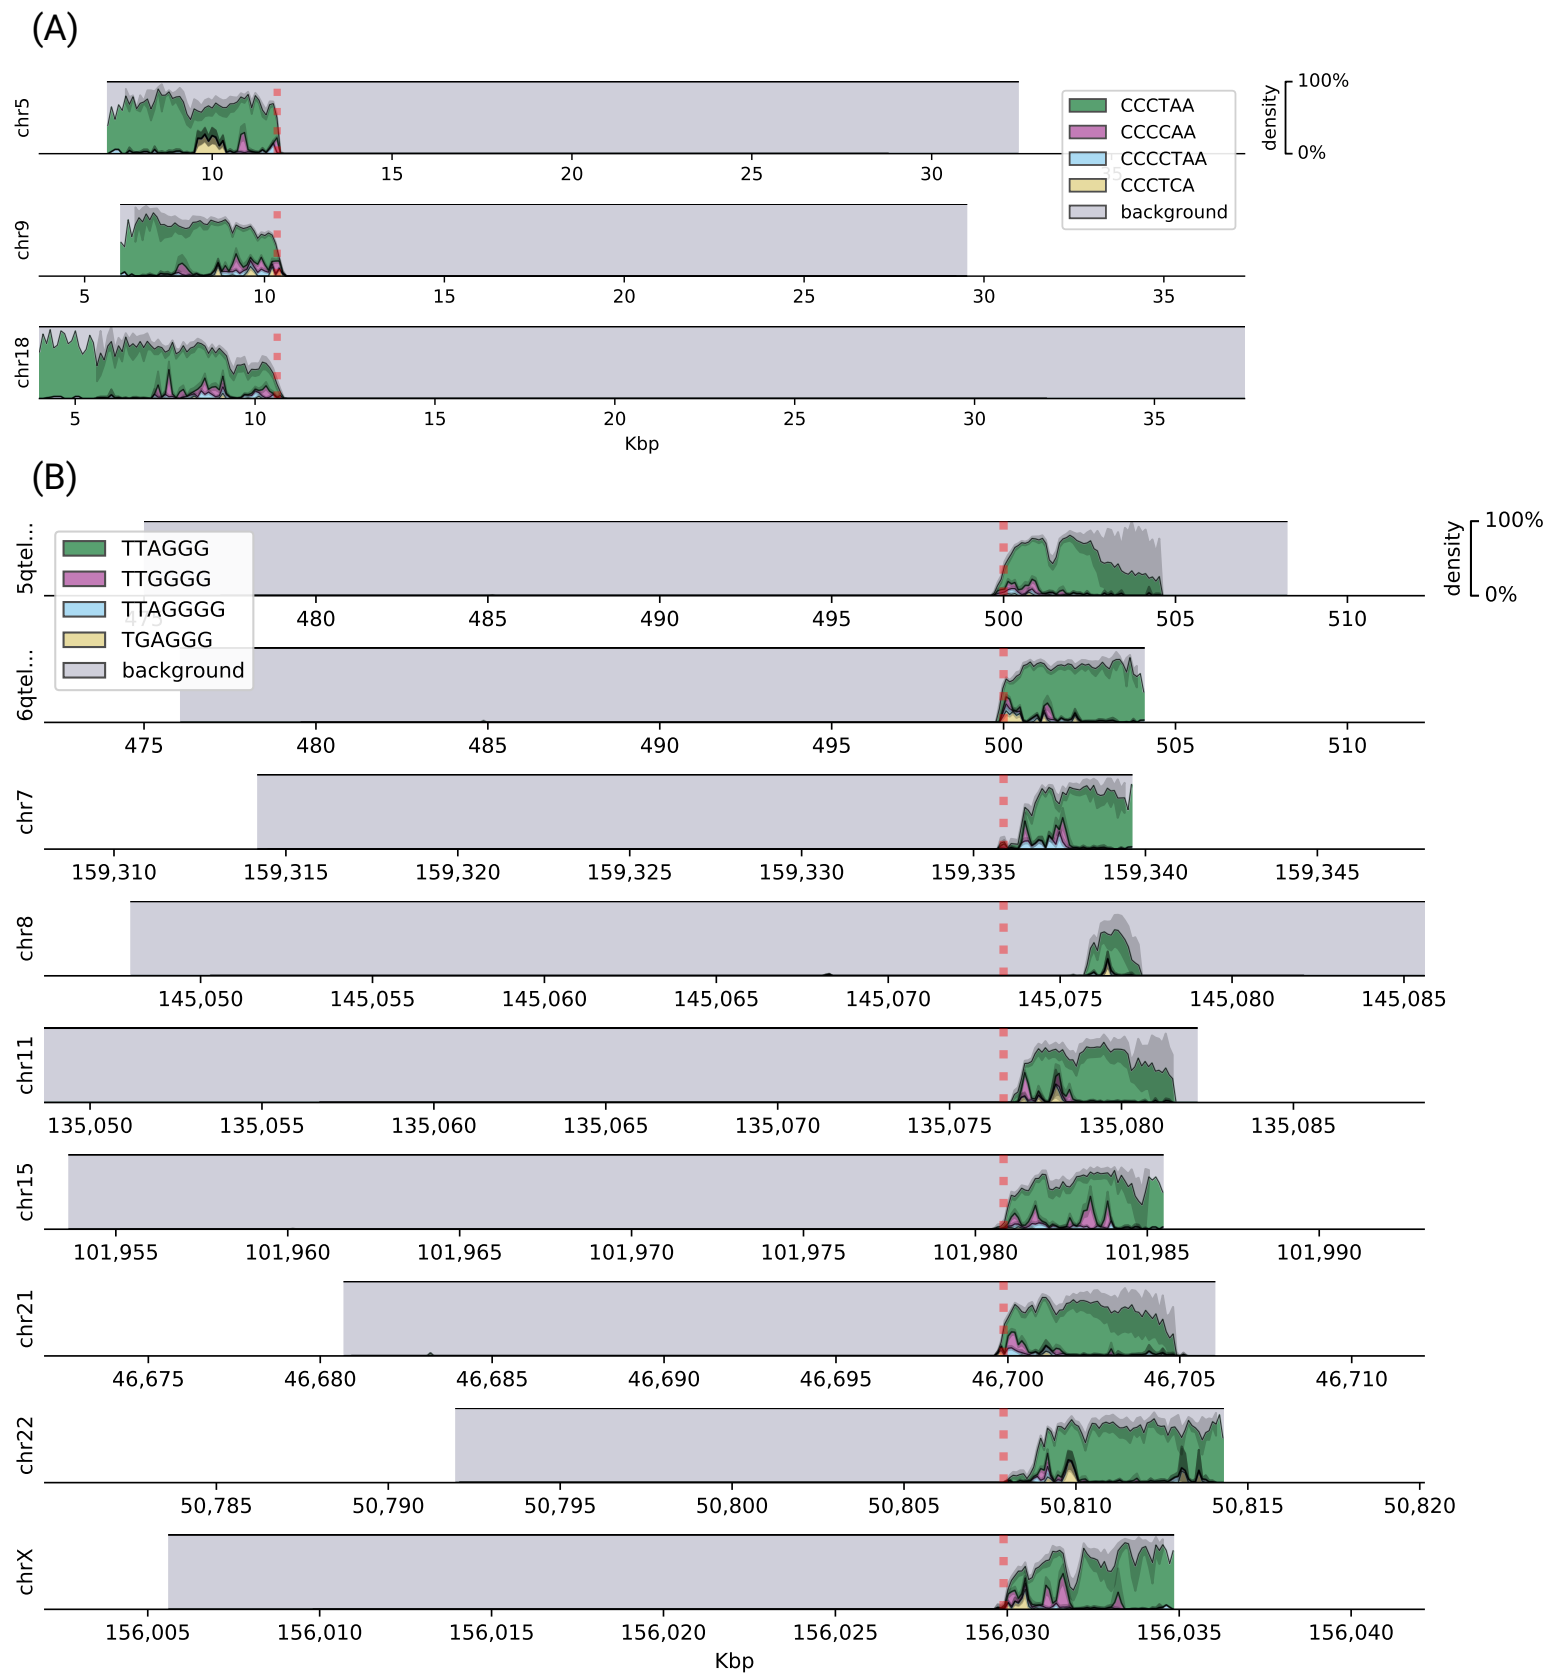 (A)
chr5
10 15 20 25 30 35
CCCTAA
CCCCAA
CCCCTAA
CCCTCA
background
density
100%
0%
chr9
5 10 15 20 25 30 35
chr18
5 10 15 20 25 30 35
Kbp
(B)
5qtel...
475 480 485 490 495 500 505 510
TTAGGG
TTGGGG
TTAGGGG
TGAGGG
background
density
100%
0%
6qtel...
475 480 485 490 495 500 505 510
chr7
159,310 159,315 159,320 159,325 159,330 159,335 159,340 159,345
chr8
145,050 145,055 145,060 145,065 145,070 145,075 145,080 145,085
chr11
135,050 135,055 135,060 135,065 135,070 135,075 135,080 135,085
chr15
101,955 101,960 101,965 101,970 101,975 101,980 101,985 101,990
chr21
46,675 46,680 46,685 46,690 46,695 46,700 46,705 46,710
chr22
50,785 50,790 50,795 50,800 50,805 50,810 50,815 50,820
chrX
156,005 156,010 156,015 156,020 156,025 156,030 156,035 156,040
Kbp